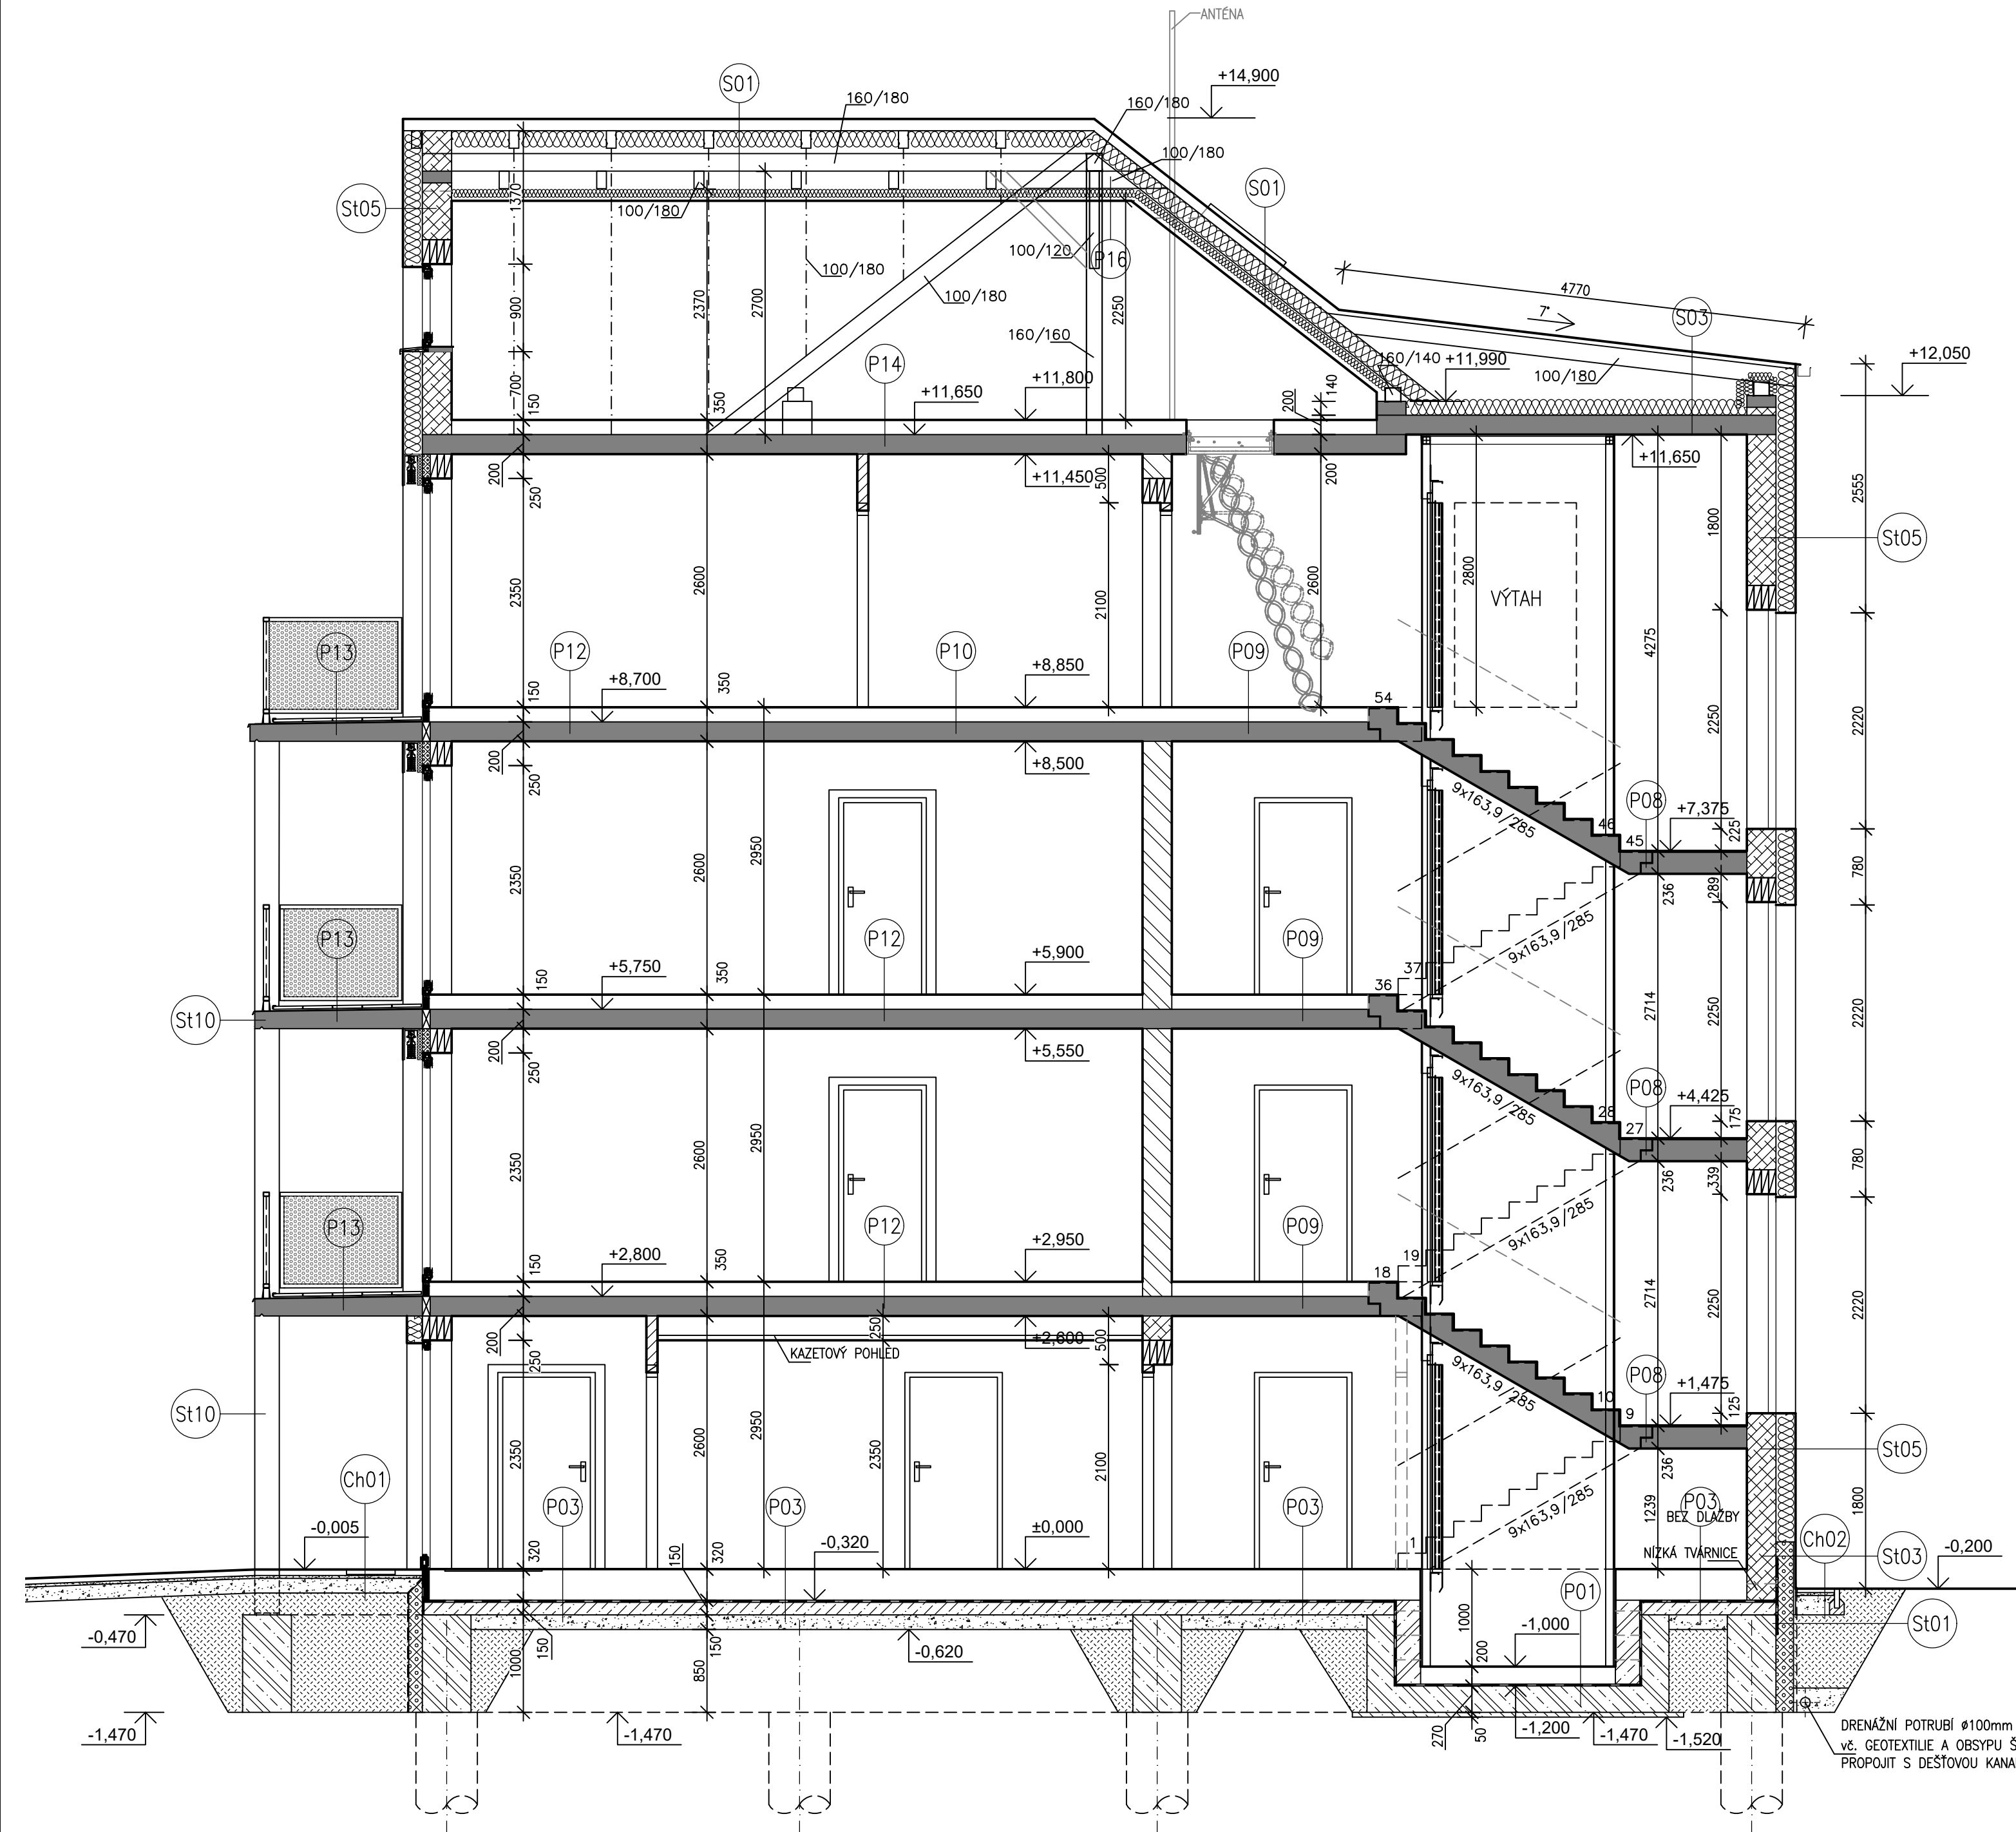 ANTÉNA
+14,900
S01
160/180
160/180
100/180
S01
St05
1370
100/180
100/120
P16
4770
900
2370
2700
100/180
100/180
2250
7°
S03
160/160
+12,050
P14
160/140
+11,990
100/180
700
150
350
+11,650
+11,800
200
140
200
250
+11,450
500
200
+11,650
2555
1800
St05
2350
2600
2100
2600
2800
VÝTAH
4275
P13
P12
P10
P09
2250
2220
150
+8,700
350
+8,850
54
200
250
+8,500
9x163,9/285
P08
+7,375
225
46
45
780
2350
2600
2950
236
289
P13
P12
P09
9x163,9/285
150
+5,750
350
+5,900
37
36
2714
2250
2220
St10
200
250
+5,550
9x163,9/285
P08
+4,425
175
28
27
780
2350
2600
2950
236
339
P13
P12
P09
9x163,9/285
150
+2,800
350
+2,950
19
18
2714
2250
2220
200
250
250
+2,600
500
KAZETOVÝ POHLED
9x163,9/285
P08
+1,475
125
10
9
St10
2350
2600
2950
2350
2100
236
St05
Ch01
P03
P03
P03
9x163,9/285
1239
P03
BEZ DLAŽBY
1800
-0,005
320
150
320
-0,320
±0,000
1
NÍZKÁ TVÁRNICE
Ch02
St03
-0,200
P01
St01
-0,470
1000
150
850
150
-0,620
1000
200
-1,000
-1,470
-1,470
270
50
-1,200
-1,470
-1,520
DRENÁŽNÍ POTRUBÍ ø100mm
vč. GEOTEXTILIE A OBSYPU Š
PROPOJIT S DEŠŤOVOU KANA